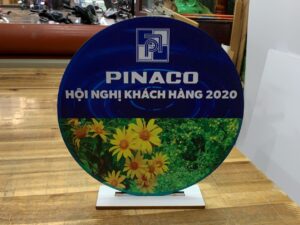 PINACO
HỘI NGHỊ KHÁCH HÀNG 2020